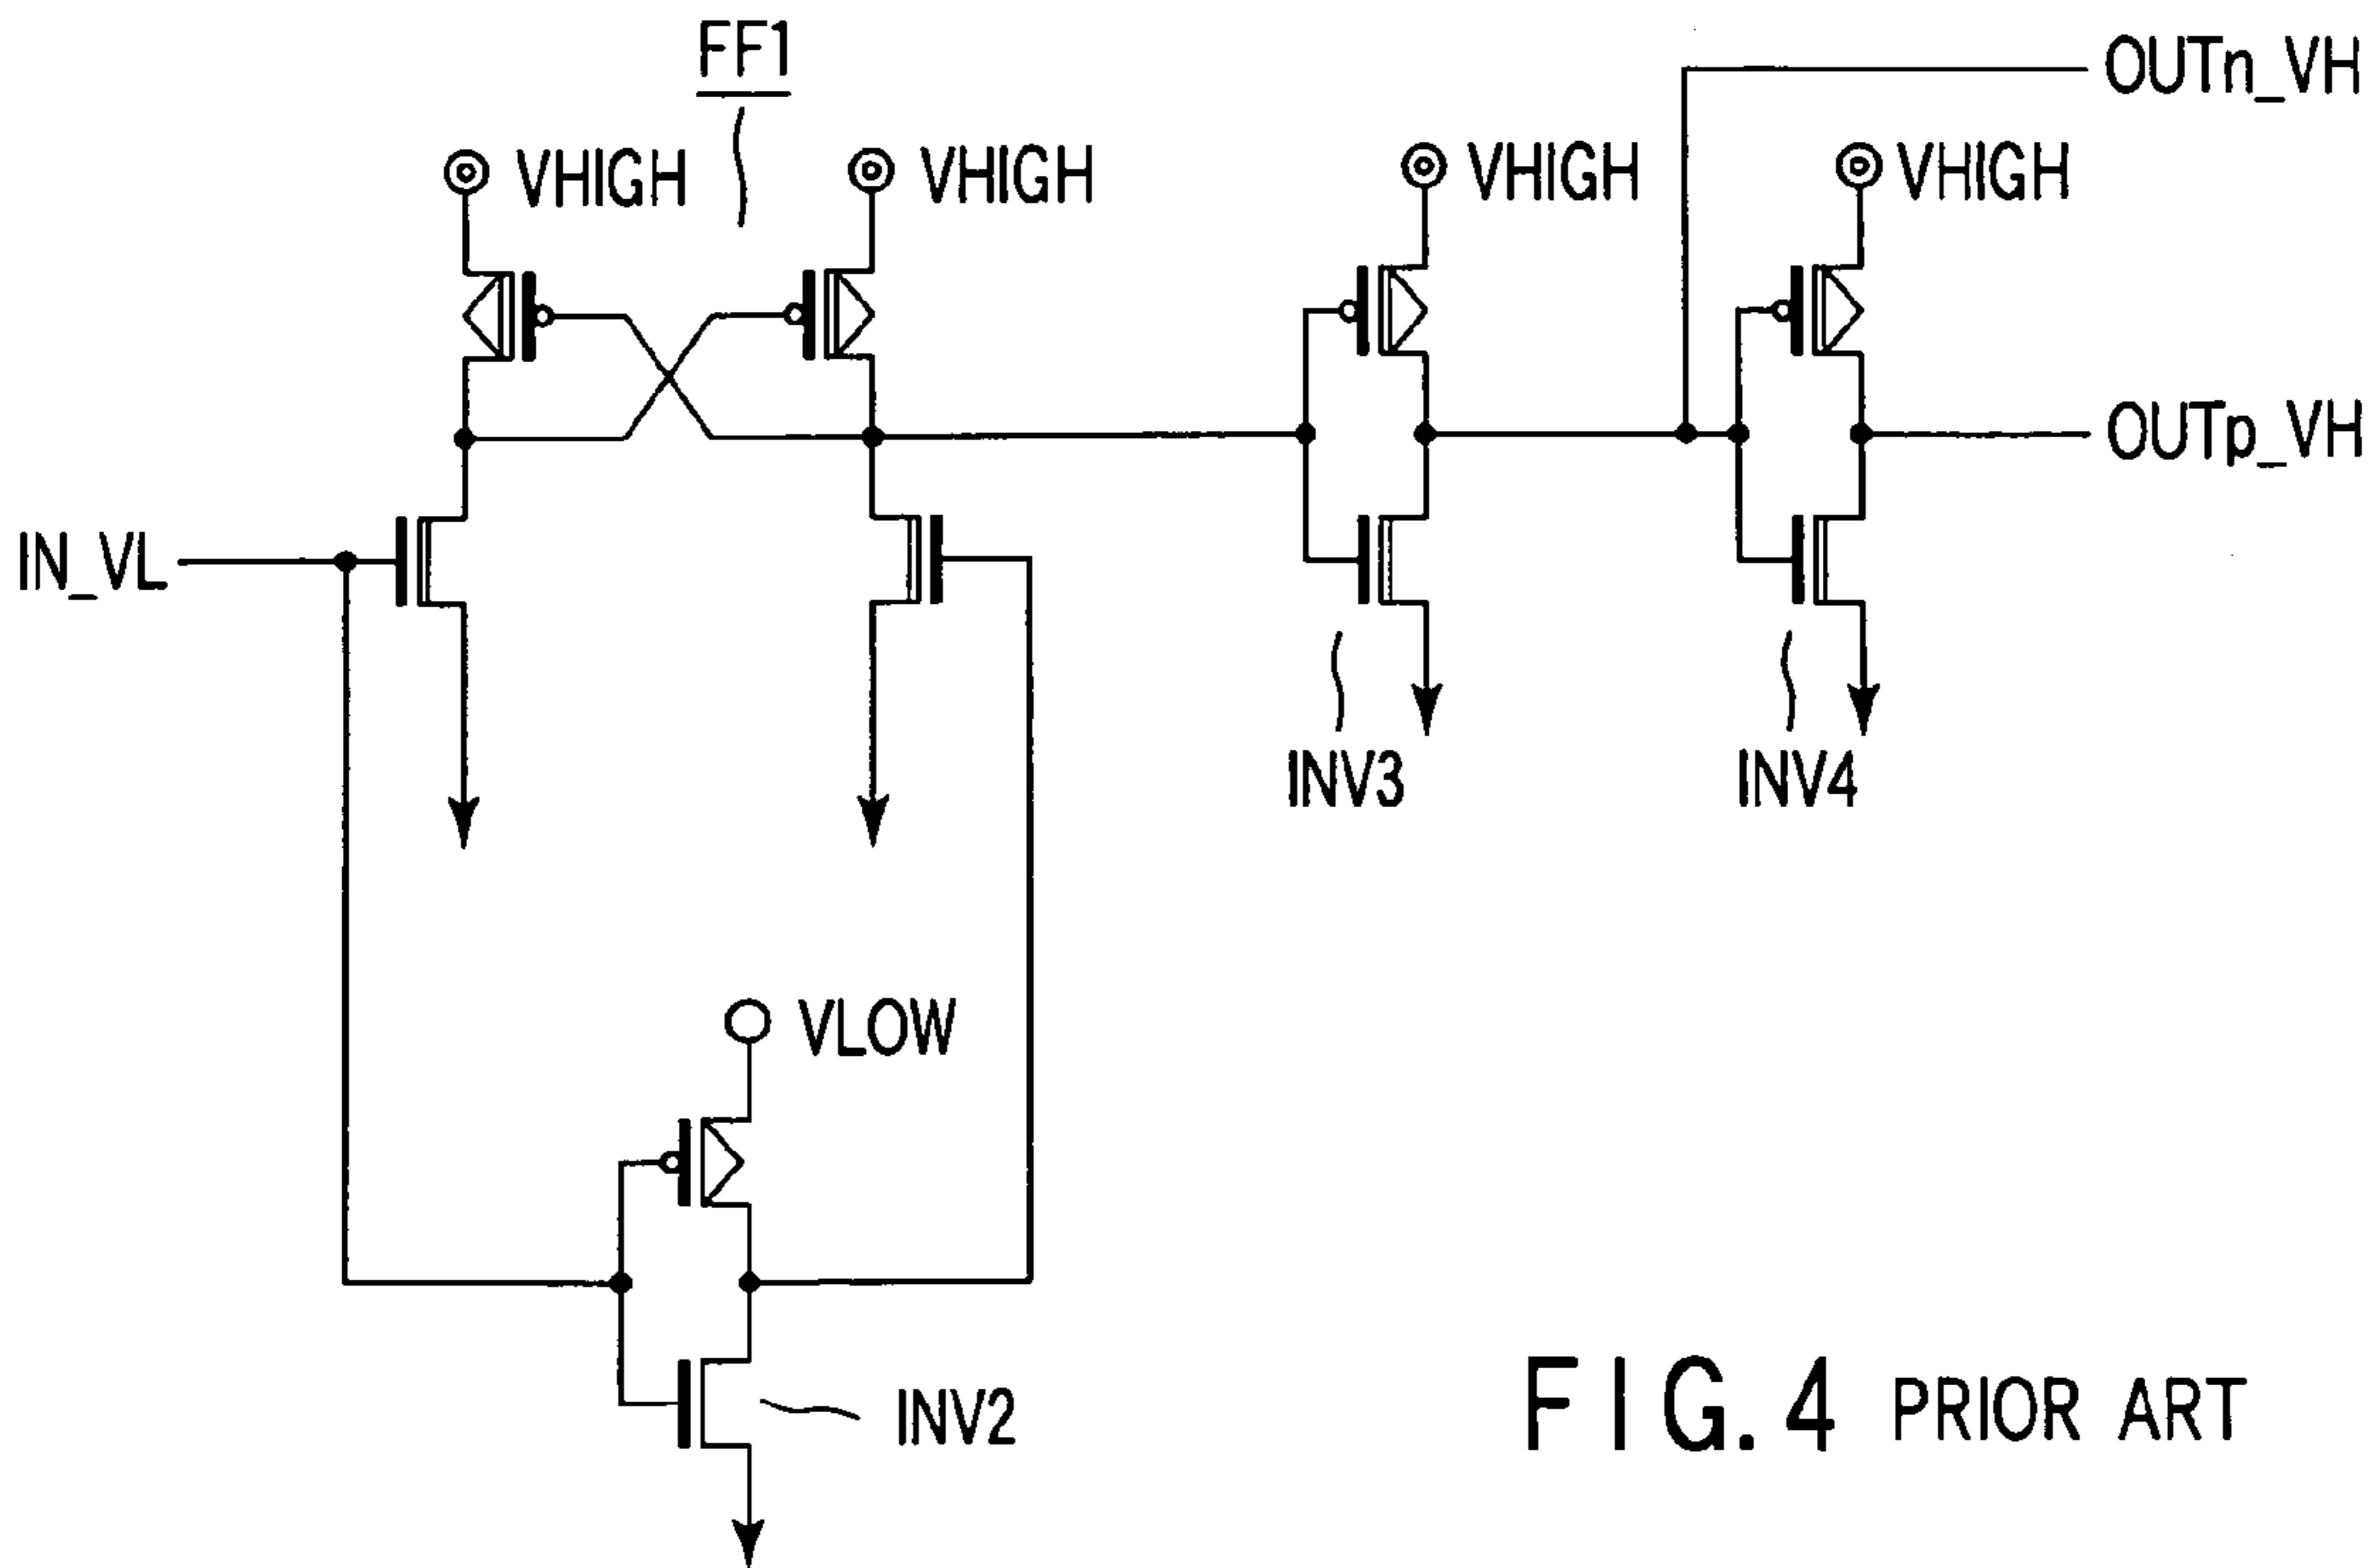 FF1
OUTn_VH
VHIGH
VHIGH
VHIGH
VHIGH
OUTp_VH
IN_VL
INV3
INV4
VLOW
INV2
FIG.4 PRIOR ART